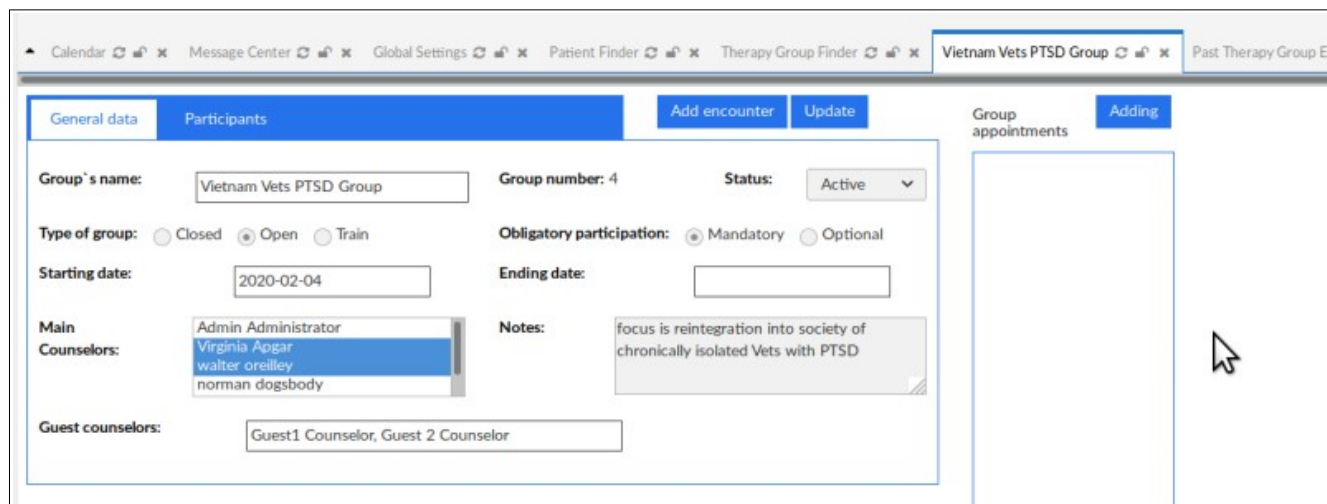 Calendar Message Center Global Settings Patient Finder Therapy Group Finder Vietnam Vets PTSD Group Past Therapy Group E
General data Participants Add encounter Update
Group appointments Adding
Group`s name: Vietnam Vets PTSD Group Group number: 4 Status: Active
Type of group: Closed Open Train Obligatory participation: Mandatory Optional
Starting date: 2020-02-04 Ending date:
Main Counselors:
Admin Administrator
Virginia Apgar
walter oreilley
norman dogsbody
Notes:
focus is reintegration into society of
chronically isolated Vets with PTSD
Guest counselors: Guest1 Counselor, Guest 2 Counselor